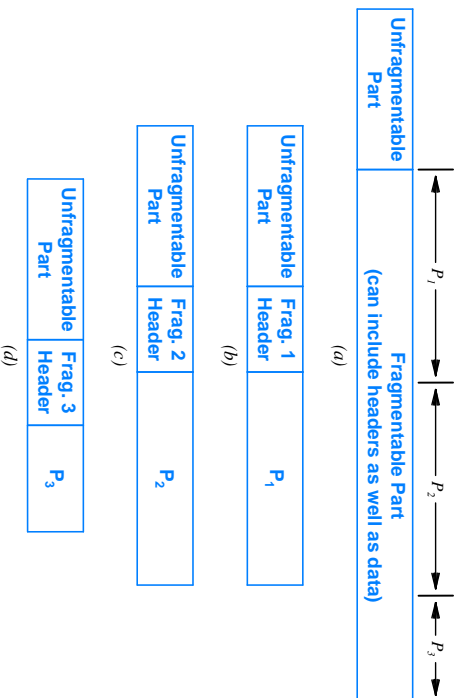 P1
P2
P3
Unfragmentable
Part
Fragmentable Part
(can include headers as well as data)
(a)
Unfragmentable
Part
Frag. 1
Header
P1
(b)
Unfragmentable
Part
Frag. 2
Header
P2
(c)
Unfragmentable
Part
Frag. 3
Header
P3
(d)